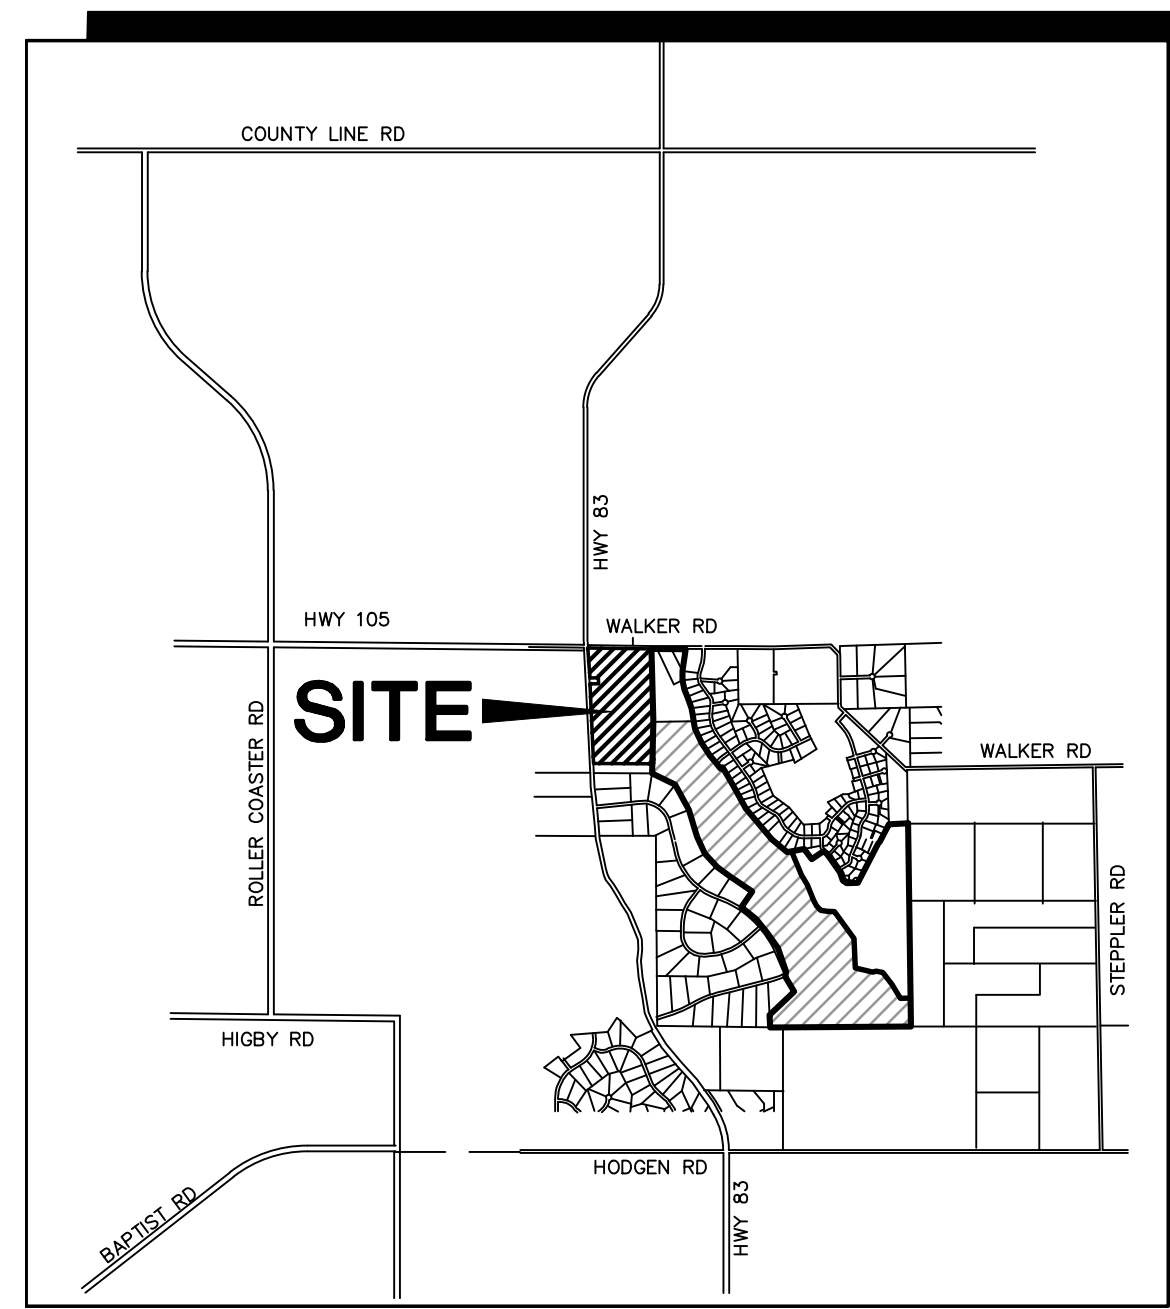 COUNTY LINE RD
HWY 83
HWY 105
WALKER RD
SITE
ROLLER COASTER RD
WALKER RD
STEPPLER RD
HIGBY RD
HODGEN RD
BAPTIST RD
HWY 83